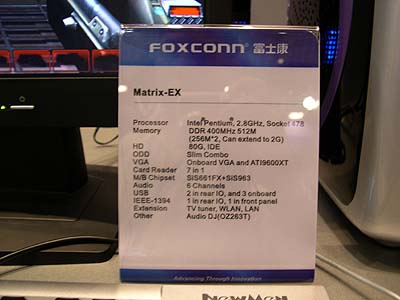 FOXCONN 富士康
Matrix-EX
Processor Intel Pentium, 2.8GHz, Socket 478
Memory DDR 400MHz 512M
(256M*2, Can extend to 2G)
HD 80G, IDE
ODD Slim Combo
VGA Onboard VGA and ATI9600XT
Card Reader 7 in 1
M/B Chipset SiS661FX+SiS963
Audio 6 Channels
USB 2 in rear IO, and 3 onboard
IEEE-1394 1 in rear IO, 1 in front panel
Extension TV tuner, WLAN, LAN
Other Audio DJ(OZ263T)
Advancing Through Innovation
NewMen